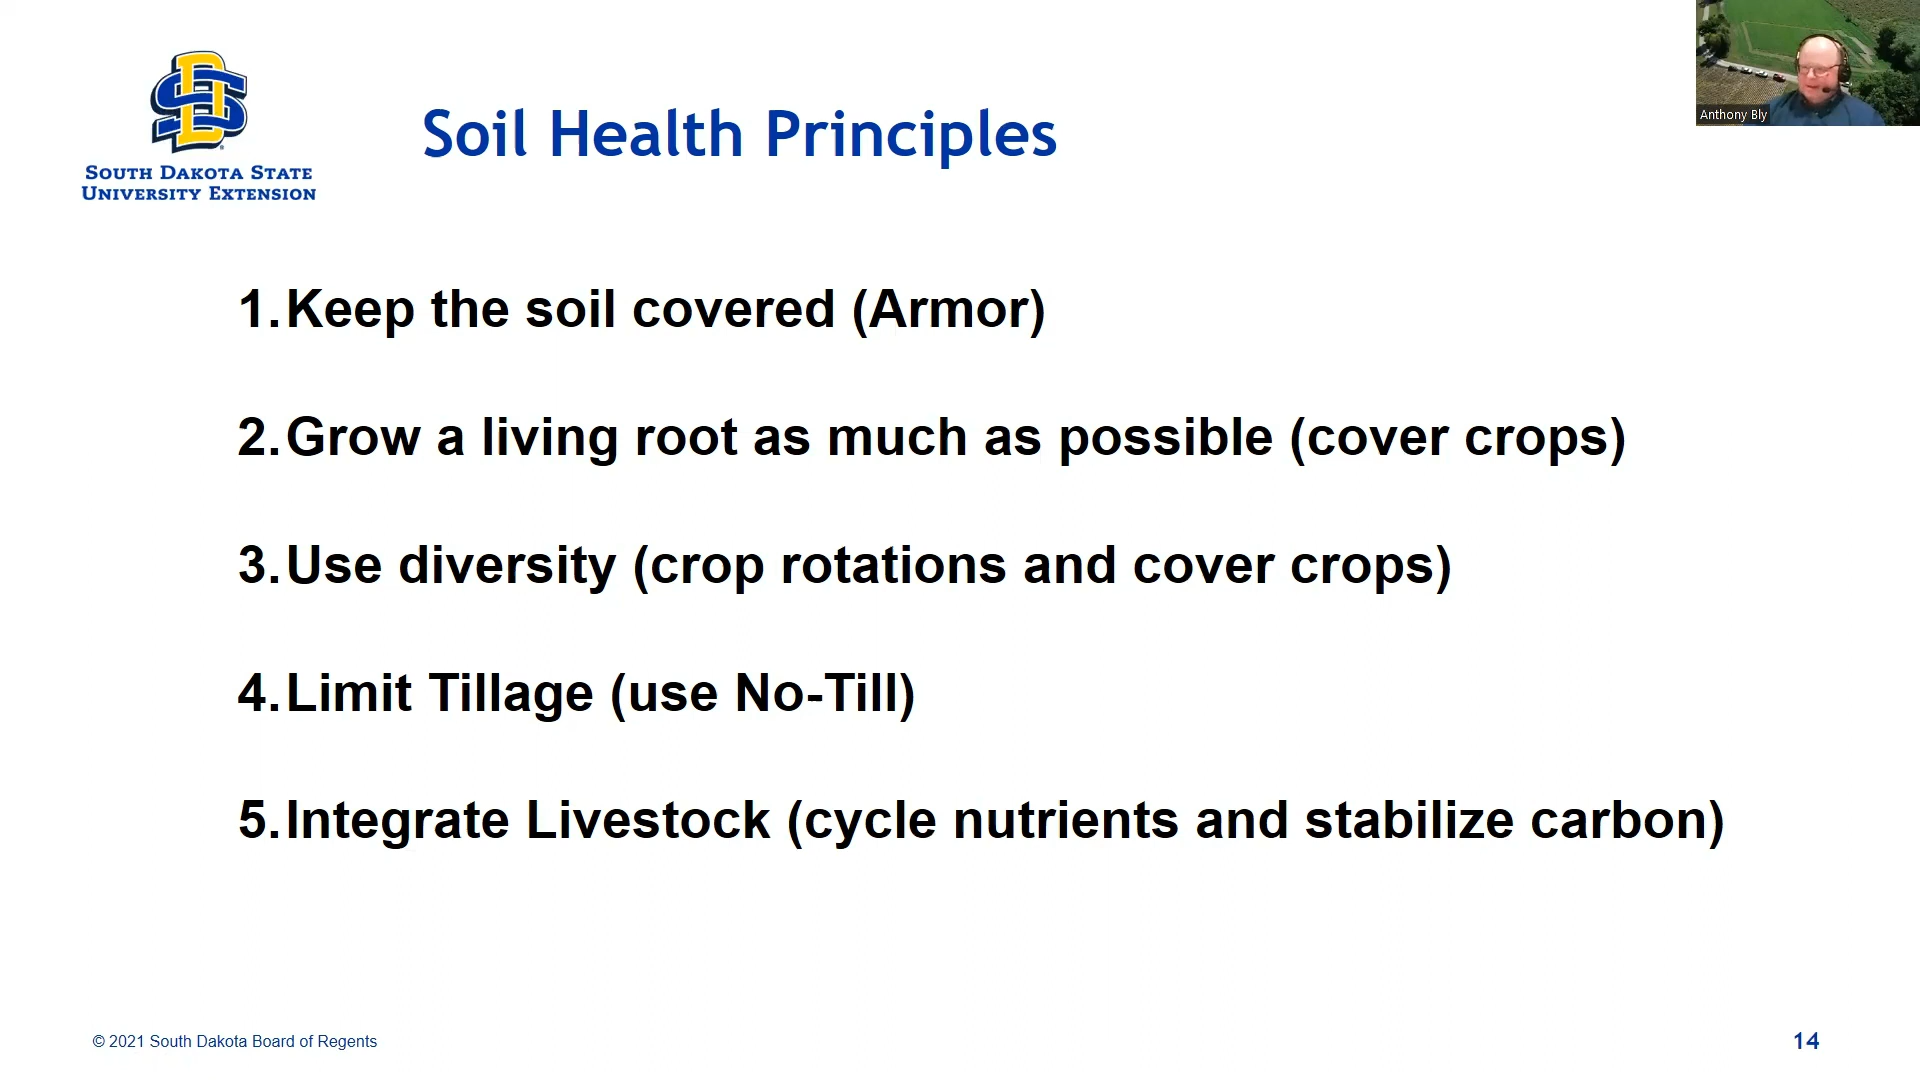 Anthony Bly
SOUTH DAKOTA STATE
UNIVERSITY EXTENSION
Soil Health Principles
1. Keep the soil covered (Armor)
2. Grow a living root as much as possible (cover crops)
3. Use diversity (crop rotations and cover crops)
4. Limit Tillage (use No-Till)
5. Integrate Livestock (cycle nutrients and stabilize carbon)
© 2021 South Dakota Board of Regents
14